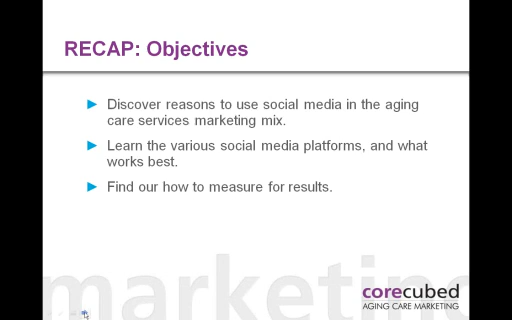 RECAP: Objectives
Discover reasons to use social media in the aging
care services marketing mix.
Learn the various social media platforms, and what
works best.
Find our how to measure for results.
marketing
corecubed
AGING CARE MARKETING